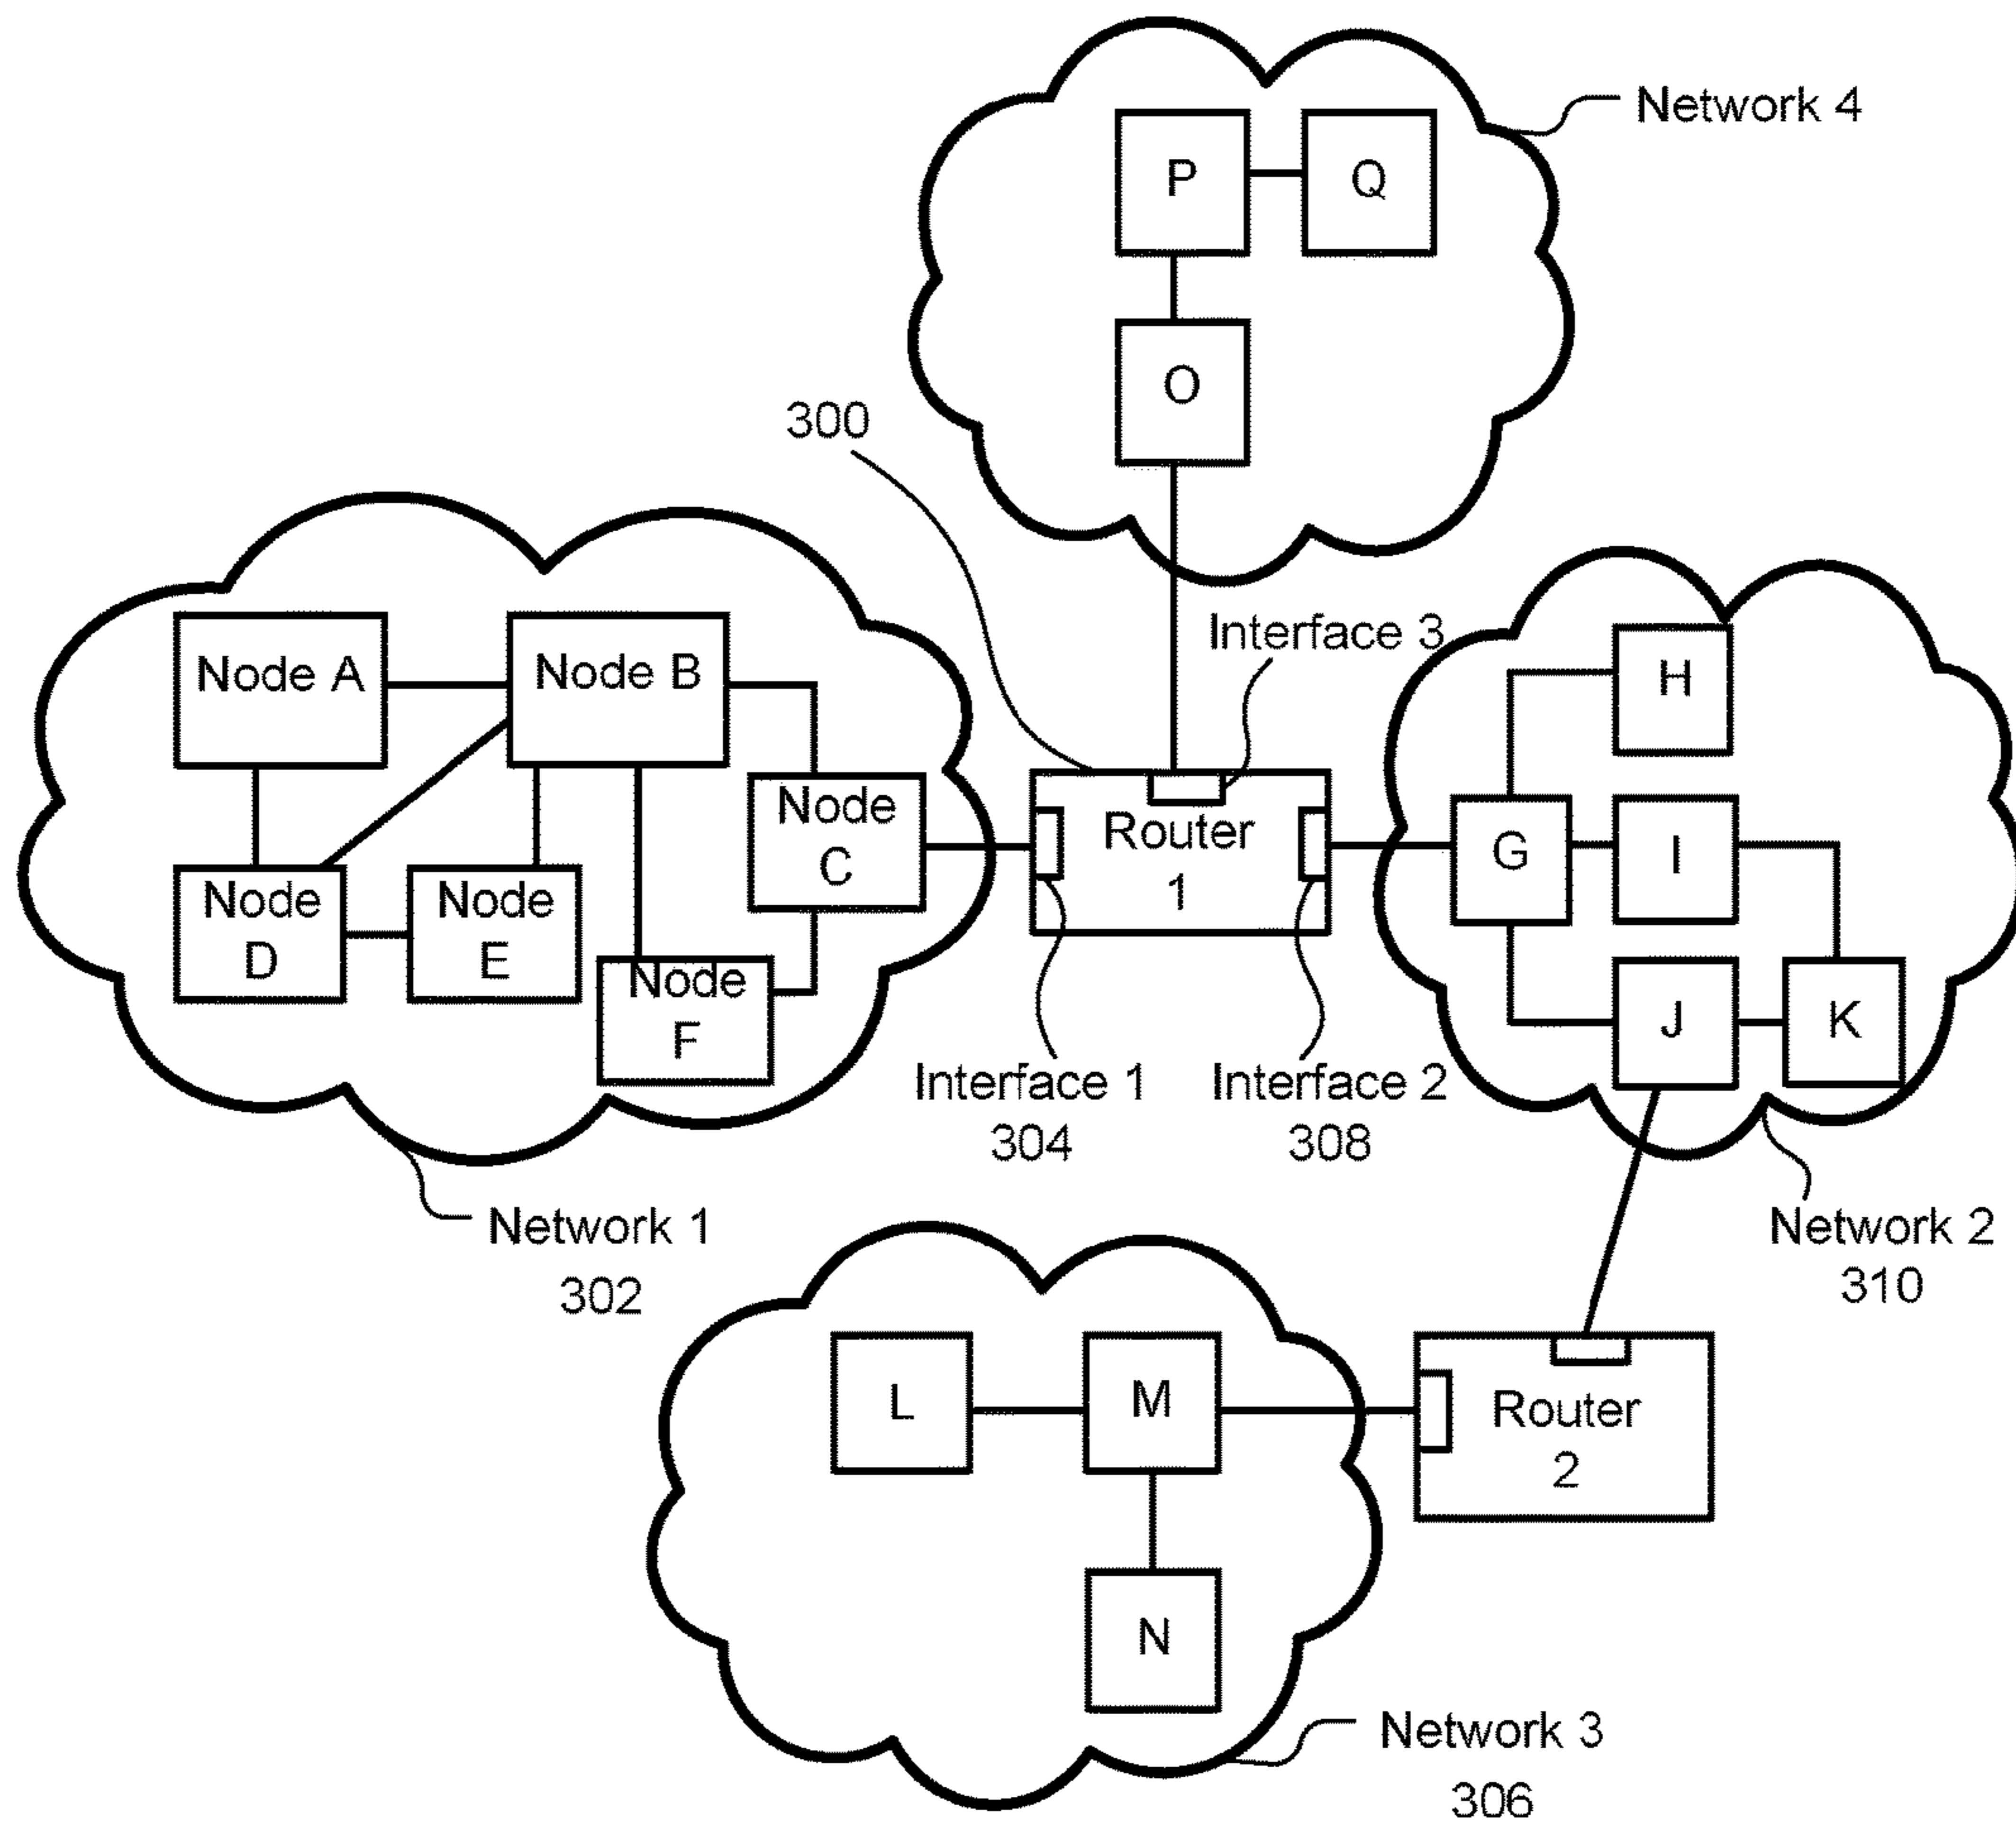 Network 4
P
Q
O
300
Interface 3
Node A
Node B
H
Node
C
Router
1
G
I
Node
D
Node
E
Node
F
J
K
Interface 1
304
Interface 2
308
Network 1
302
Network 2
310
L
M
Router
2
N
Network 3
306